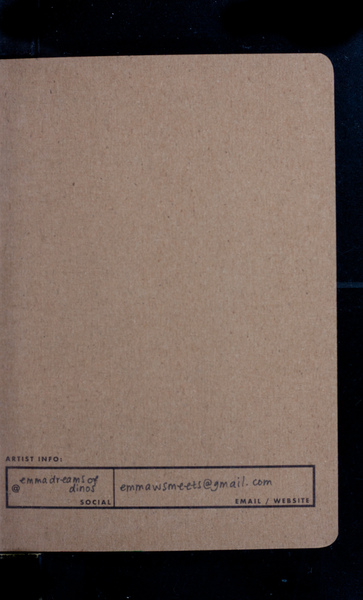 ARTIST INFO:
emmadreamsof
@ dinos
emmawsmeets@gmail.com
SOCIAL
EMAIL / WEBSITE